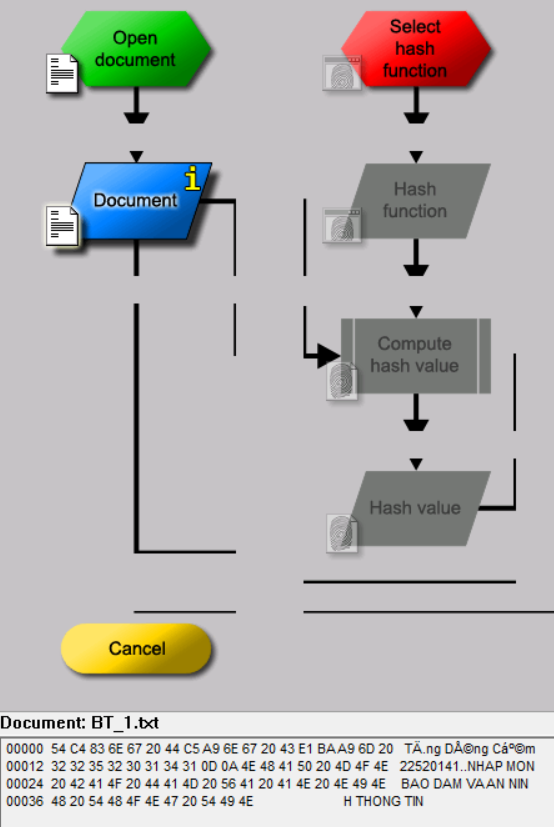 Open
document
Select
hash
function
i
Document
Hash
function
Compute
hash value
Hash value
Cancel
Document: BT_1.txt
00000 54 C4 83 6E 67 20 44 C5 A9 6E 67 20 43 E1 BA A9 6D 20 TÄ.ng DÅ©ng Cáº©m
00012 32 32 35 32 30 31 34 31 0D 0A 4E 48 41 50 20 4D 4F 4E 22520141..NHAP MON
00024 20 42 41 4F 20 44 41 4D 20 56 41 20 41 4E 20 4E 49 4E BAO DAM VA AN NIN
00036 48 20 54 48 4F 4E 47 20 54 49 4E H THONG TIN